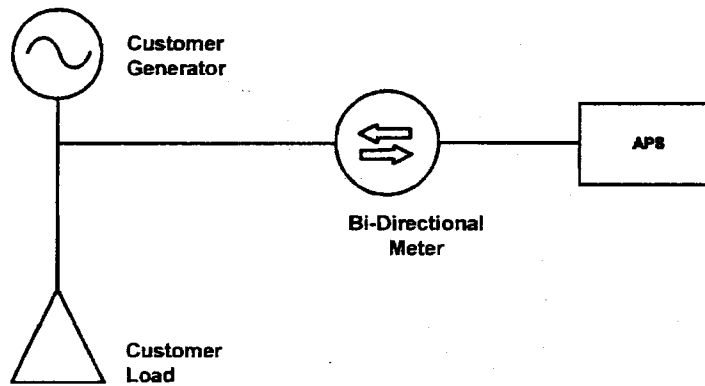 Customer
Generator
APS
Bi-Directional
Meter
Customer
Load